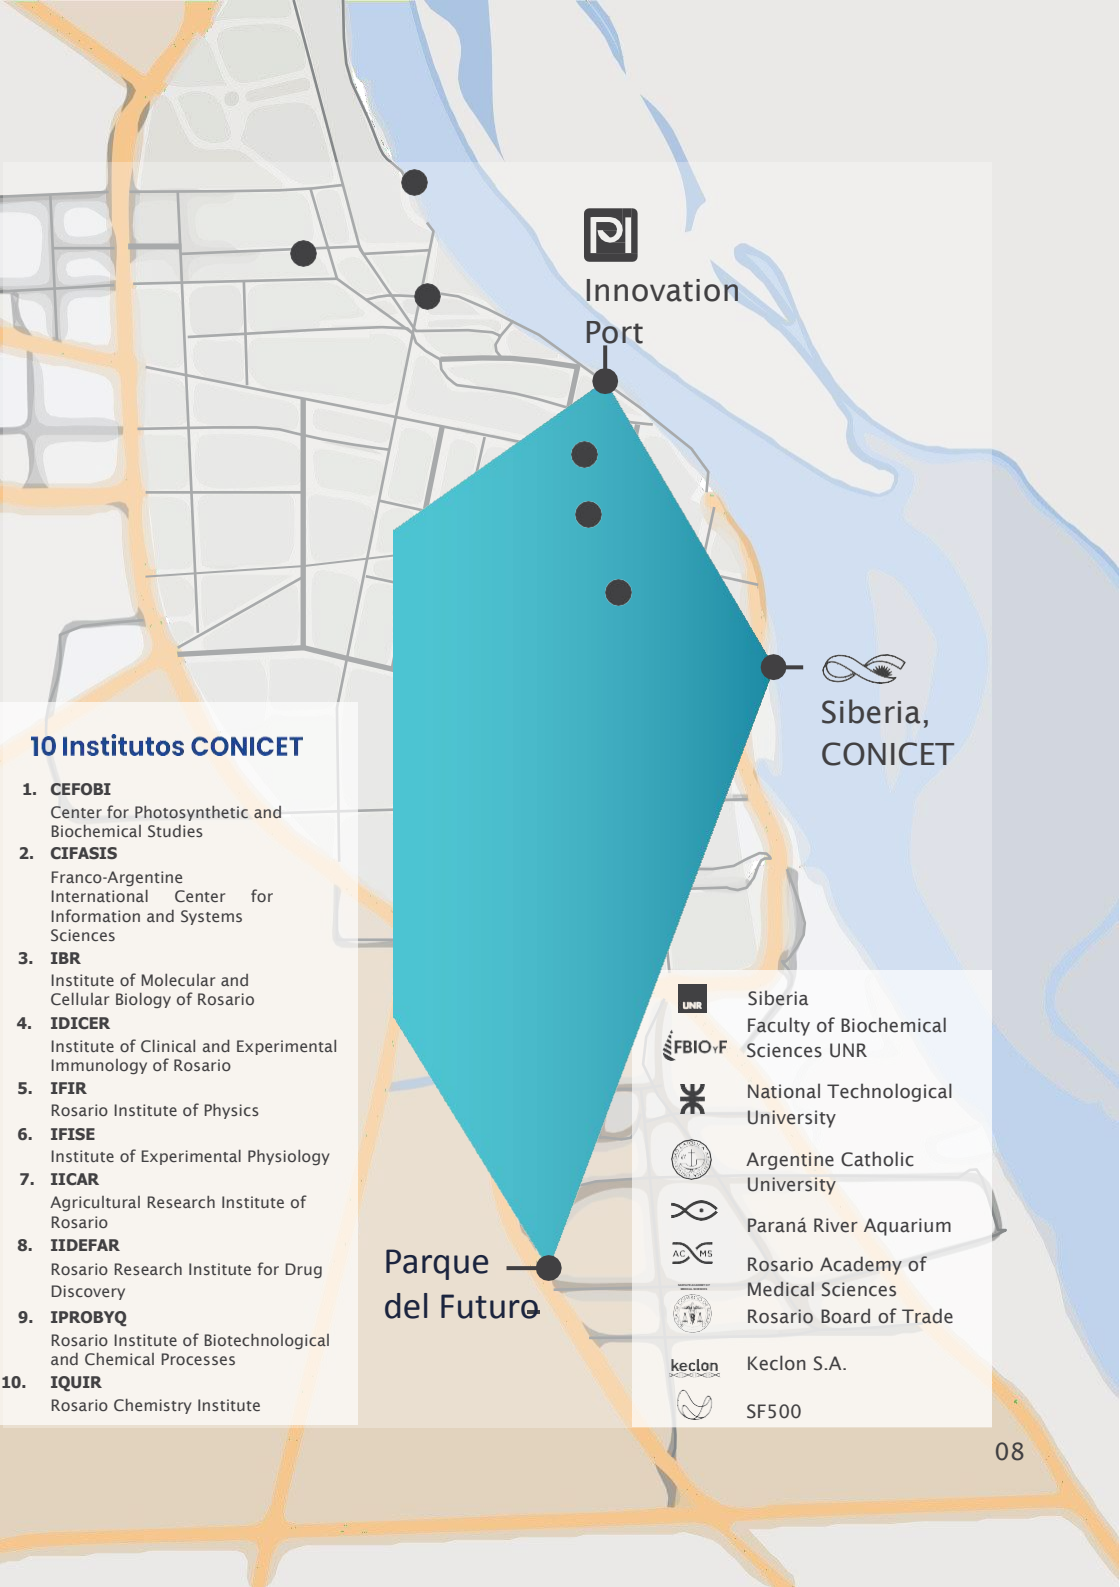 PI
Innovation
Port
Siberia,
CONICET
10 Institutos CONICET
1. CEFOBI
Center for Photosynthetic and
Biochemical Studies
2. CIFASIS
Franco-Argentine
International Center for
Information and Systems
Sciences
3. IBR
Institute of Molecular and
Cellular Biology of Rosario
4. IDICER
Institute of Clinical and Experimental
Immunology of Rosario
5. IFIR
Rosario Institute of Physics
6. IFISE
Institute of Experimental Physiology
7. IICAR
Agricultural Research Institute of
Rosario
8. IIDEFAR
Rosario Research Institute for Drug
Discovery
9. IPROBYQ
Rosario Institute of Biotechnological
and Chemical Processes
10. IQUIR
Rosario Chemistry Institute
Parque
del Futuro
UNR
Siberia
FBIOyF
Faculty of Biochemical
Sciences UNR
National Technological
University
Argentine Catholic
University
Paraná River Aquarium
AC MS
Rosario Academy of
Medical Sciences
Rosario Board of Trade
keclon
Keclon S.A.
SF500
08